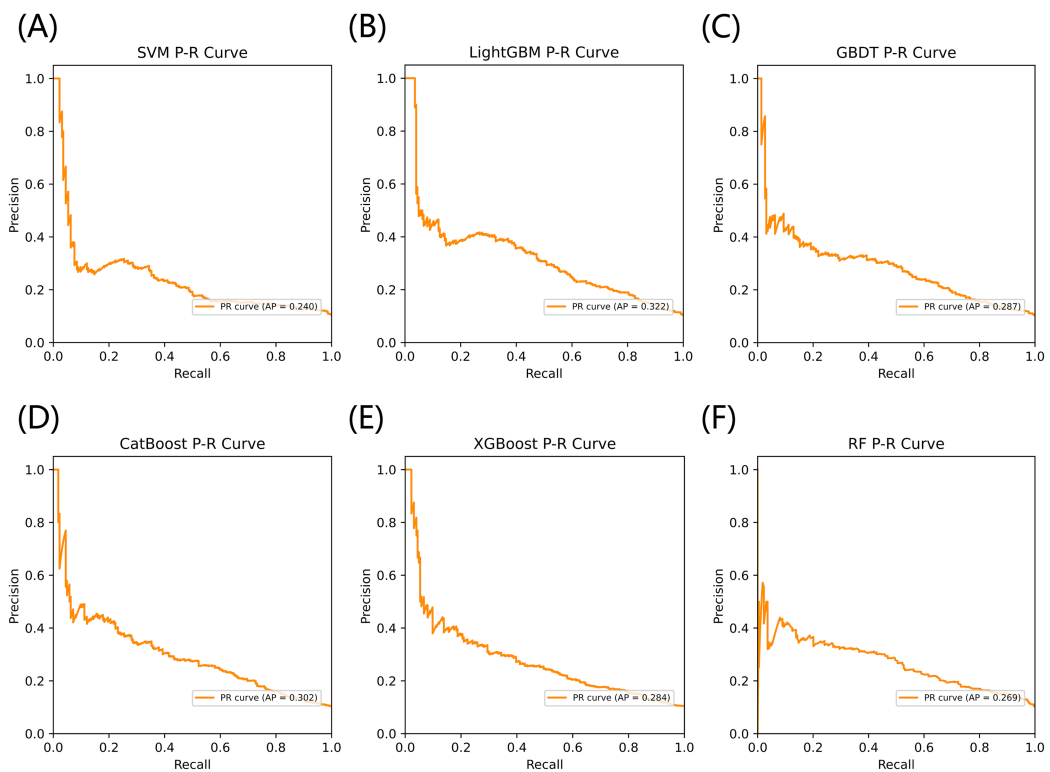 (A)
SVM P-R Curve
1.0
0.8
0.6
0.4
0.2
0.0
Precision
0.0 0.2 0.4 0.6 0.8 1.0
Recall
PR curve (AP = 0.240)
(B)
LightGBM P-R Curve
1.0
0.8
0.6
0.4
0.2
0.0
Precision
0.0 0.2 0.4 0.6 0.8 1.0
Recall
PR curve (AP = 0.322)
(C)
GBDT P-R Curve
1.0
0.8
0.6
0.4
0.2
0.0
Precision
0.0 0.2 0.4 0.6 0.8 1.0
Recall
PR curve (AP = 0.287)
(D)
CatBoost P-R Curve
1.0
0.8
0.6
0.4
0.2
0.0
Precision
0.0 0.2 0.4 0.6 0.8 1.0
Recall
PR curve (AP = 0.302)
(E)
XGBoost P-R Curve
1.0
0.8
0.6
0.4
0.2
0.0
Precision
0.0 0.2 0.4 0.6 0.8 1.0
Recall
PR curve (AP = 0.284)
(F)
RF P-R Curve
1.0
0.8
0.6
0.4
0.2
0.0
Precision
0.0 0.2 0.4 0.6 0.8 1.0
Recall
PR curve (AP = 0.269)